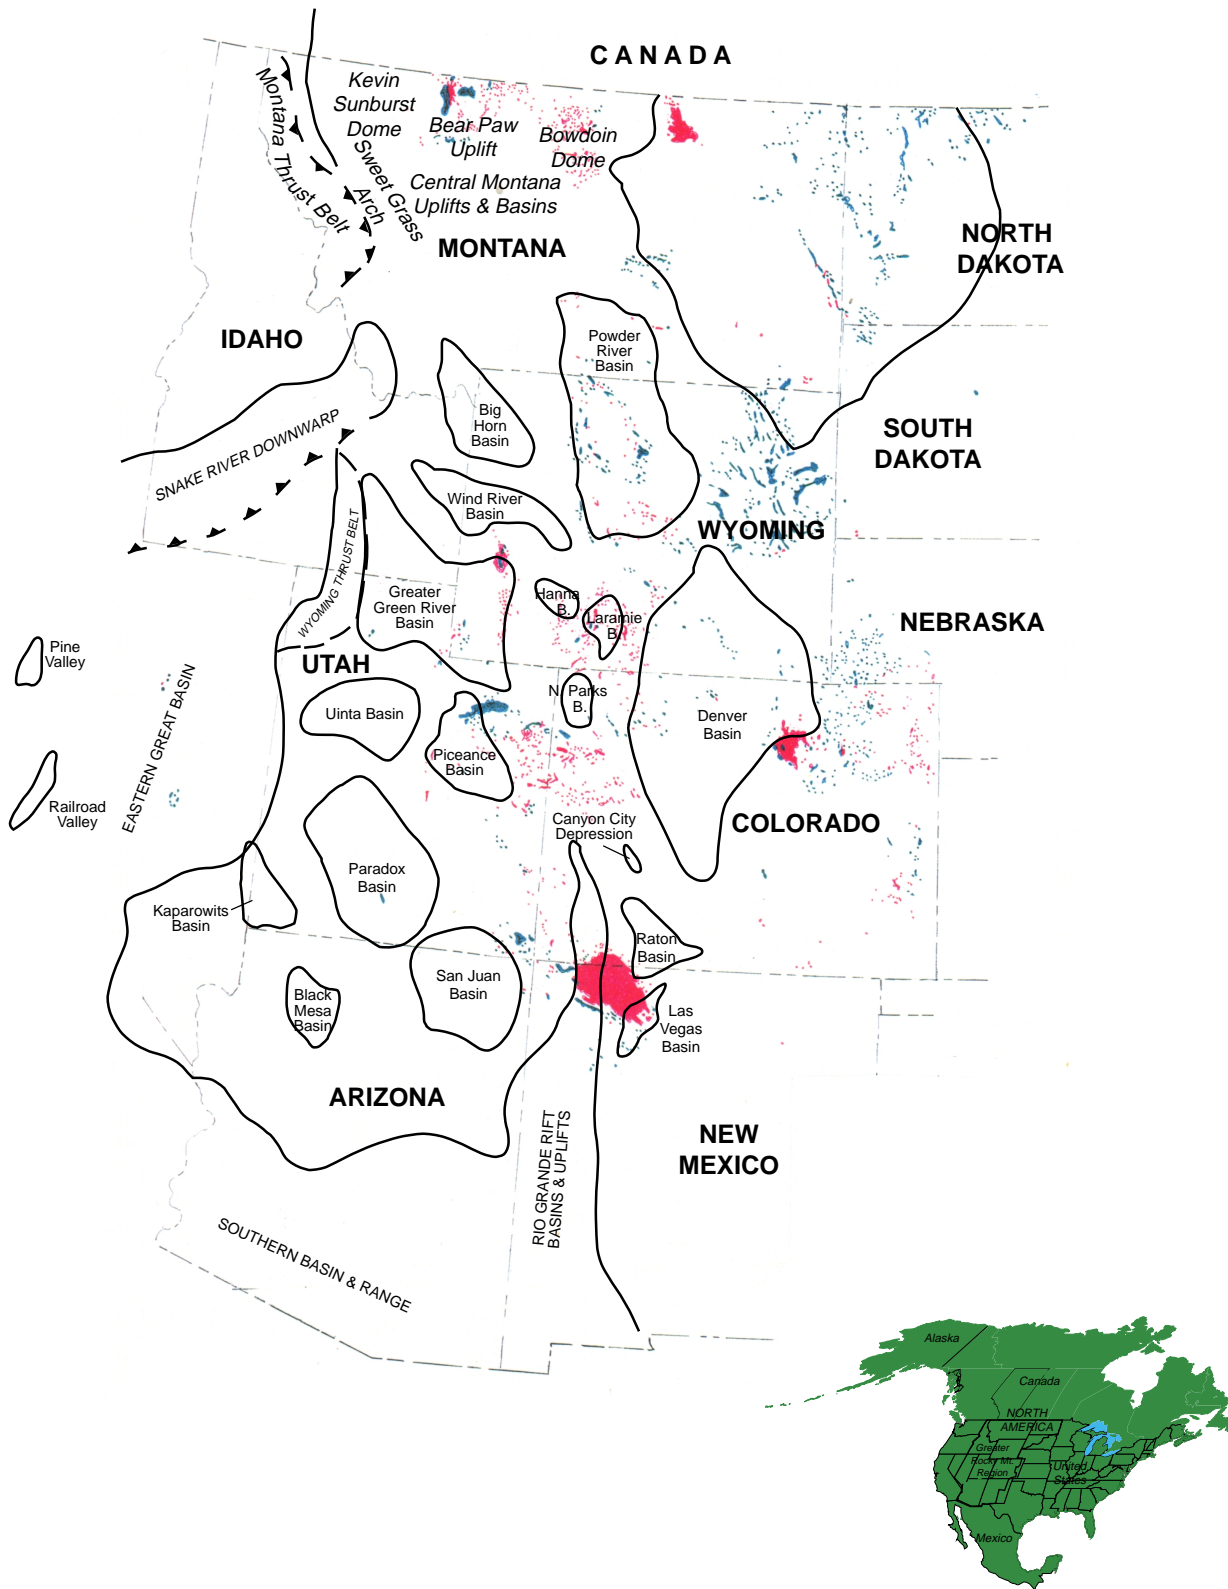 CANADA
Kevin
Sunburst
Dome
Montana Thrust Belt
Bear Paw
Uplift
Bowdoin
Dome
Sweet Grass
Arch
Central Montana
Uplifts & Basins
MONTANA
NORTH
DAKOTA
IDAHO
Powder
River
Basin
Big
Horn
Basin
SNAKE RIVER DOWNWARP
SOUTH
DAKOTA
Wind River
Basin
WYOMING
WYOMING THRUST BELT
Greater
Green River
Basin
Hanna
B.
Laramie
B.
NEBRASKA
Pine
Valley
UTAH
EASTERN GREAT BASIN
Uinta Basin
N. Parks
B.
Denver
Basin
Piceance
Basin
Railroad
Valley
Canyon City
Depression
COLORADO
Paradox
Basin
Kaparowits
Basin
Raton
Basin
San Juan
Basin
Black
Mesa
Basin
Las
Vegas
Basin
ARIZONA
RIO GRANDE RIFT
BASINS & UPLIFTS
NEW
MEXICO
SOUTHERN BASIN & RANGE
Alaska
Canada
NORTH
AMERICA
Greater
Rocky Mt.
Region
United
States
Mexico